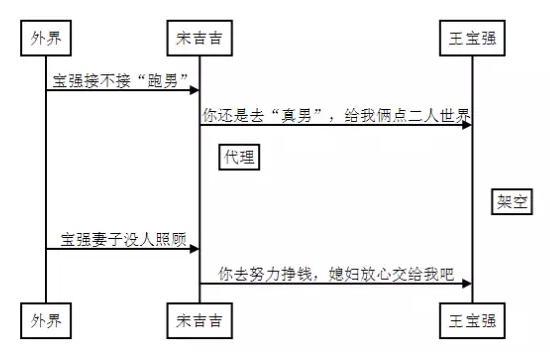 外界
宋吉吉
王宝强
宝强接不接“跑男”
你还是去“真男”，给我俩点二人世界
代理
架空
宝强妻子没人照顾
你去努力挣钱，媳妇放心交给我吧
外界
宋吉吉
王宝强